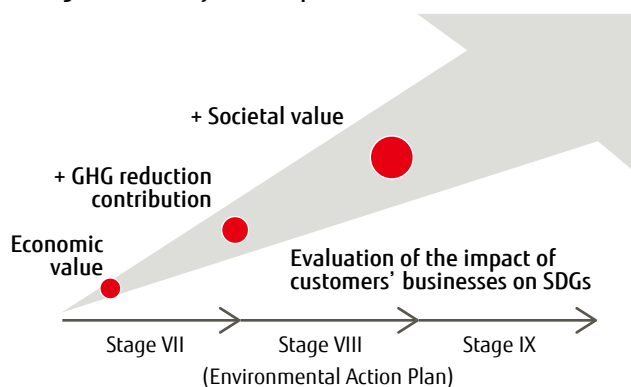 + Societal value
+ GHG reduction
contribution
Economic
value
Evaluation of the impact of
customers’ businesses on SDGs
Stage VII
Stage VIII
Stage IX
(Environmental Action Plan)